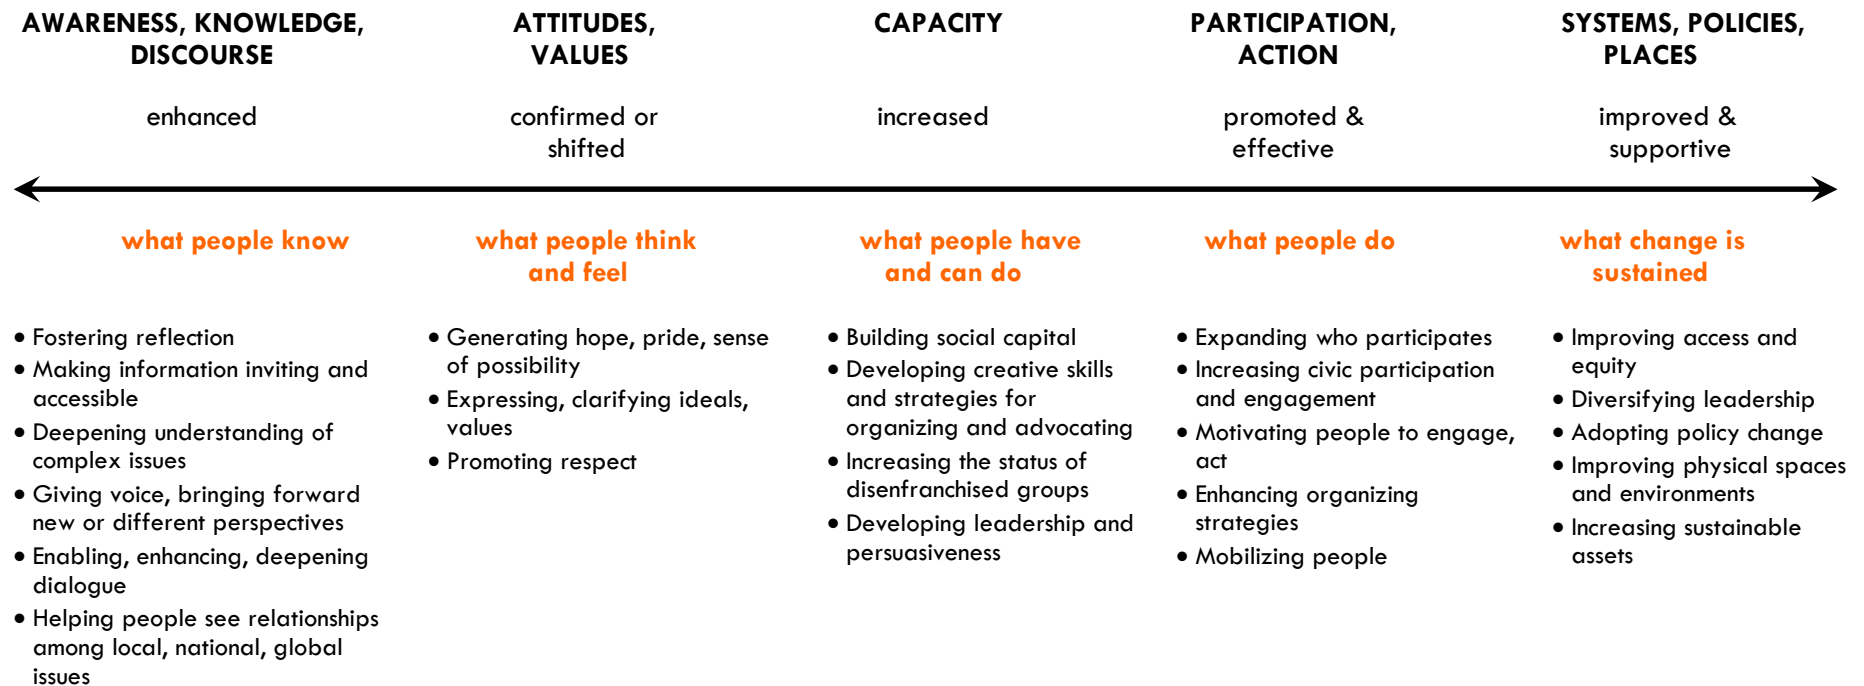 AWARENESS, KNOWLEDGE,
DISCOURSE
enhanced
what people know
• Fostering reflection
• Making information inviting and
accessible
• Deepening understanding of
complex issues
• Giving voice, bringing forward
new or different perspectives
• Enabling, enhancing, deepening
dialogue
• Helping people see relationships
among local, national, global
issues
ATTITUDES,
VALUES
confirmed or
shifted
what people think
and feel
• Generating hope, pride, sense
of possibility
• Expressing, clarifying ideals,
values
• Promoting respect
CAPACITY
increased
what people have
and can do
• Building social capital
• Developing creative skills
and strategies for
organizing and advocating
• Increasing the status of
disenfranchised groups
• Developing leadership and
persuasiveness
PARTICIPATION,
ACTION
promoted &
effective
what people do
• Expanding who participates
• Increasing civic participation
and engagement
• Motivating people to engage,
act
• Enhancing organizing
strategies
• Mobilizing people
SYSTEMS, POLICIES,
PLACES
improved &
supportive
what change is
sustained
• Improving access and
equity
• Diversifying leadership
• Adopting policy change
• Improving physical spaces
and environments
• Increasing sustainable
assets